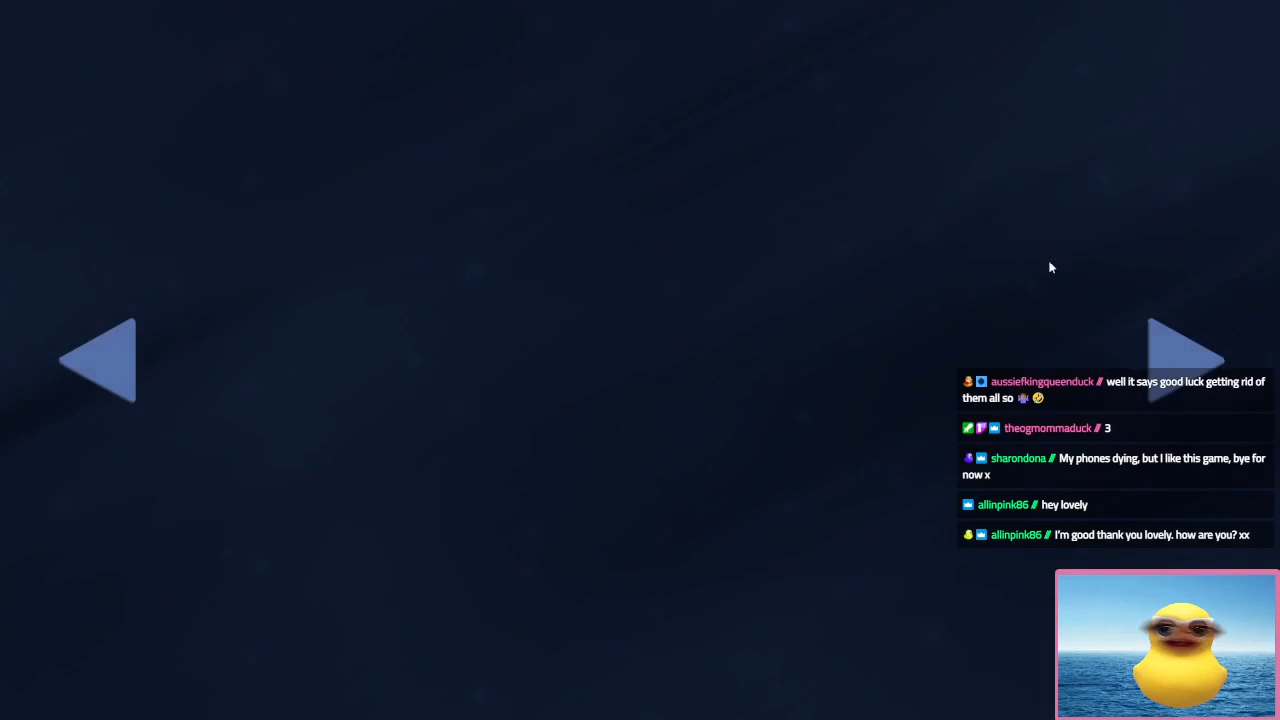 aussiefkingqueenduck // well it says good luck getting rid of
them all so 🤷🏽‍♀️ 🤣
theogmommaduck // 3
sharondona // My phones dying, but I like this game, bye for
now x
allinpink86 // hey lovely
allinpink86 // I'm good thank you lovely. how are you? xx